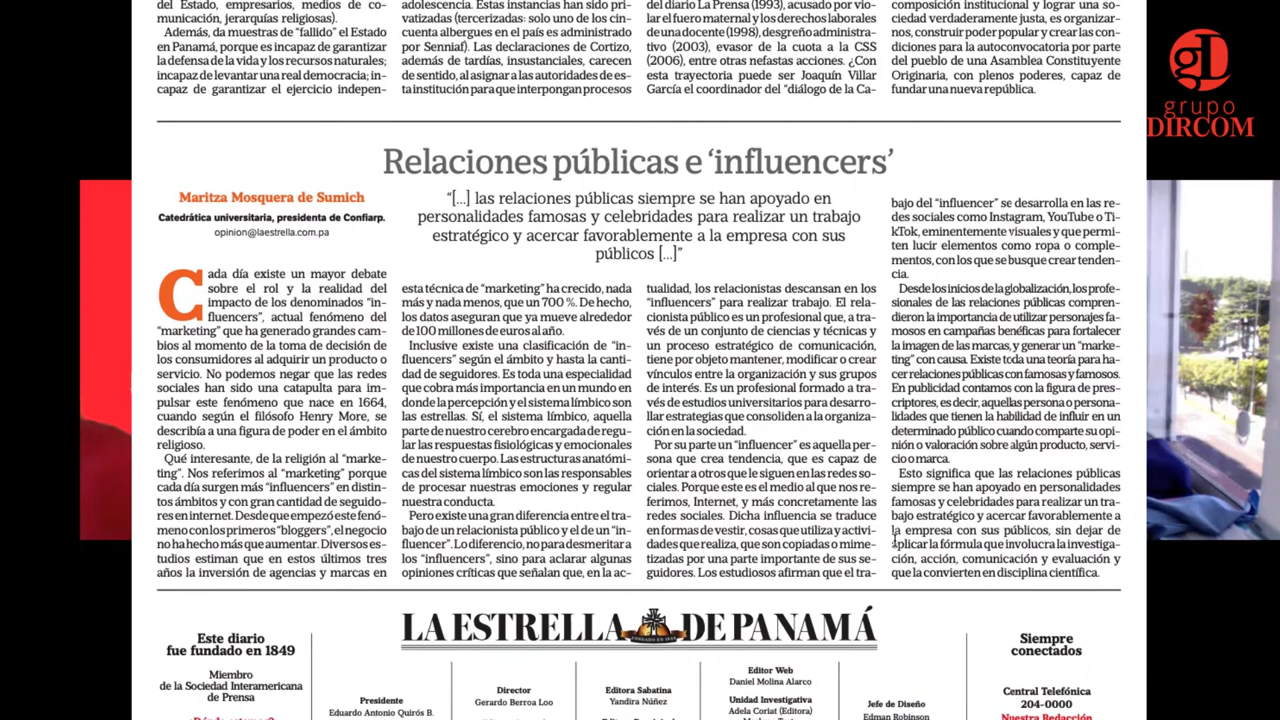 del Estado, empresarios, medios de co-
municación, jerarquías religiosas).
Además, da muestras de “fallido” el Estado
en Panamá, porque es incapaz de garantizar
la defensa de la vida y los recursos naturales;
incapaz de levantar una real democracia; in-
capaz de garantizar el ejercicio indepen-
adolescencia. Estas instancias han sido pri-
vatizadas (tercerizadas: solo uno de los cin-
cuenta albergues en el país es administrado
por Senniaf). Las declaraciones de Cortizo,
además de tardías, insustanciales, carecen
de sentido, al asignar a las autoridades de es-
ta institución para que interpongan procesos
del diario La Prensa (1993), acusado por vio-
lar el fuero maternal y los derechos laborales
de una docente (1998), desgreño administra-
tivo (2003), evasor de la cuota a la CSS
(2006), entre otras nefastas acciones. ¿Con
esta trayectoria puede ser Joaquín Villar
García el coordinador del “diálogo de la Ca-
composición institucional y lograr una so-
ciedad verdaderamente justa, es organizar-
nos, construir poder popular y crear las con-
diciones para la autoconvocatoria por parte
del pueblo de una Asamblea Constituyente
Originaria, con plenos poderes, capaz de
fundar una nueva república.
gD
grupo
DIRCOM
Relaciones públicas e ‘influencers’
Maritza Mosquera de Sumich
Catedrática universitaria, presidenta de Confiarp.
opinion@laestrella.com.pa
“[...] las relaciones públicas siempre se han apoyado en
personalidades famosas y celebridades para realizar un trabajo
estratégico y acercar favorablemente a la empresa con sus
públicos [...]”
Cada día existe un mayor debate
sobre el rol y la realidad del
impacto de los denominados “in-
fluencers”, actual fenómeno del
“marketing” que ha generado grandes cam-
bios al momento de la toma de decisión de
los consumidores al adquirir un producto o
servicio. No podemos negar que las redes
sociales han sido una catapulta para im-
pulsar este fenómeno que nace en 1664,
cuando según el filósofo Henry More, se
describía a una figura de poder en el ámbito
religioso.
Qué interesante, de la religión al “marke-
ting”. Nos referimos al “marketing” porque
cada día surgen más “influencers” en distin-
tos ámbitos y con gran cantidad de seguido-
res en internet. Desde que empezó este fenó-
meno con los primeros “bloggers”, el negocio
no ha hecho más que aumentar. Diversos es-
tudios estiman que en estos últimos tres
años la inversión de agencias y marcas en
esta técnica de “marketing” ha crecido, nada
más y nada menos, que un 700 %. De hecho,
los datos aseguran que ya mueve alrededor
de 100 millones de euros al año.
Inclusive existe una clasificación de “in-
fluencers” según el ámbito y hasta la canti-
dad de seguidores. Es toda una especialidad
que cobra más importancia en un mundo en
donde la percepción y el sistema límbico son
las estrellas. Sí, el sistema límbico, aquella
parte de nuestro cerebro encargada de regu-
lar las respuestas fisiológicas y emocionales
de nuestro cuerpo. Las estructuras anatómi-
cas del sistema límbico son las responsables
de procesar nuestras emociones y regular
nuestra conducta.
Pero existe una gran diferencia entre el tra-
bajo de un relacionista público y el de un “in-
fluencer”. Lo diferencio, no para desmeritar a
los “influencers”, sino para aclarar algunas
opiniones críticas que señalan que, en la ac-
tualidad, los relacionistas descansan en los
“influencers” para realizar trabajo. El rela-
cionista público es un profesional que, a tra-
vés de un conjunto de ciencias y técnicas y
un proceso estratégico de comunicación,
tiene por objeto mantener, modificar o crear
vínculos entre la organización y sus grupos
de interés. Es un profesional formado a tra-
vés de estudios universitarios para desarro-
llar estrategias que consoliden a la organiza-
ción en la sociedad.
Por su parte un “influencer” es aquella per-
sona que crea tendencia, que es capaz de
orientar a otros que le siguen en las redes so-
ciales. Porque este es el medio al que nos re-
ferimos, Internet, y más concretamente las
redes sociales. Dicha influencia se traduce
en formas de vestir, cosas que utiliza y activi-
dades que realiza, que son copiadas o mime-
tizadas por una parte importante de sus se-
guidores. Los estudiosos afirman que el tra-
bajo del “influencer” se desarrolla en las re-
des sociales como Instagram, YouTube o Ti-
kTok, eminentemente visuales y que permi-
ten lucir elementos como ropa o comple-
mentos, con los que se busque crear tenden-
cia.
Desde los inicios de la globalización, los profe-
sionales de las relaciones públicas compren-
dieron la importancia de utilizar personajes fa-
mosos en campañas benéficas para fortalecer
la imagen de las marcas, y generar un “marke-
ting” con causa. Existe toda una teoría para ha-
cer relaciones públicas con famosas y famosos.
En publicidad contamos con la figura de pres-
criptores, es decir, aquellas persona o persona-
lidades que tienen la habilidad de influir en un
determinado público cuando comparte su opi-
nión o valoración sobre algún producto, servi-
cio o marca.
Esto significa que las relaciones públicas
siempre se han apoyado en personalidades
famosas y celebridades para realizar un tra-
bajo estratégico y acercar favorablemente a
la empresa con sus públicos, sin dejar de
aplicar la fórmula que involucra la investiga-
ción, acción, comunicación y evaluación y
que la convierten en disciplina científica.
LA ESTRELLA DE PANAMÁ
FUNDADO EN 1849
Este diario
fue fundado en 1849
Miembro
de la Sociedad Interamericana
de Prensa
Presidente
Eduardo Antonio Quirós B.
Director
Gerardo Berroa Loo
Editora Sabatina
Yandira Núñez
Editor Web
Daniel Molina Alarco
Unidad Investigativa
Adela Coriat (Editora)
Jefe de Diseño
Edman Robinson
Siempre
conectados
Central Telefónica
204-0000
Nuestra Redacción